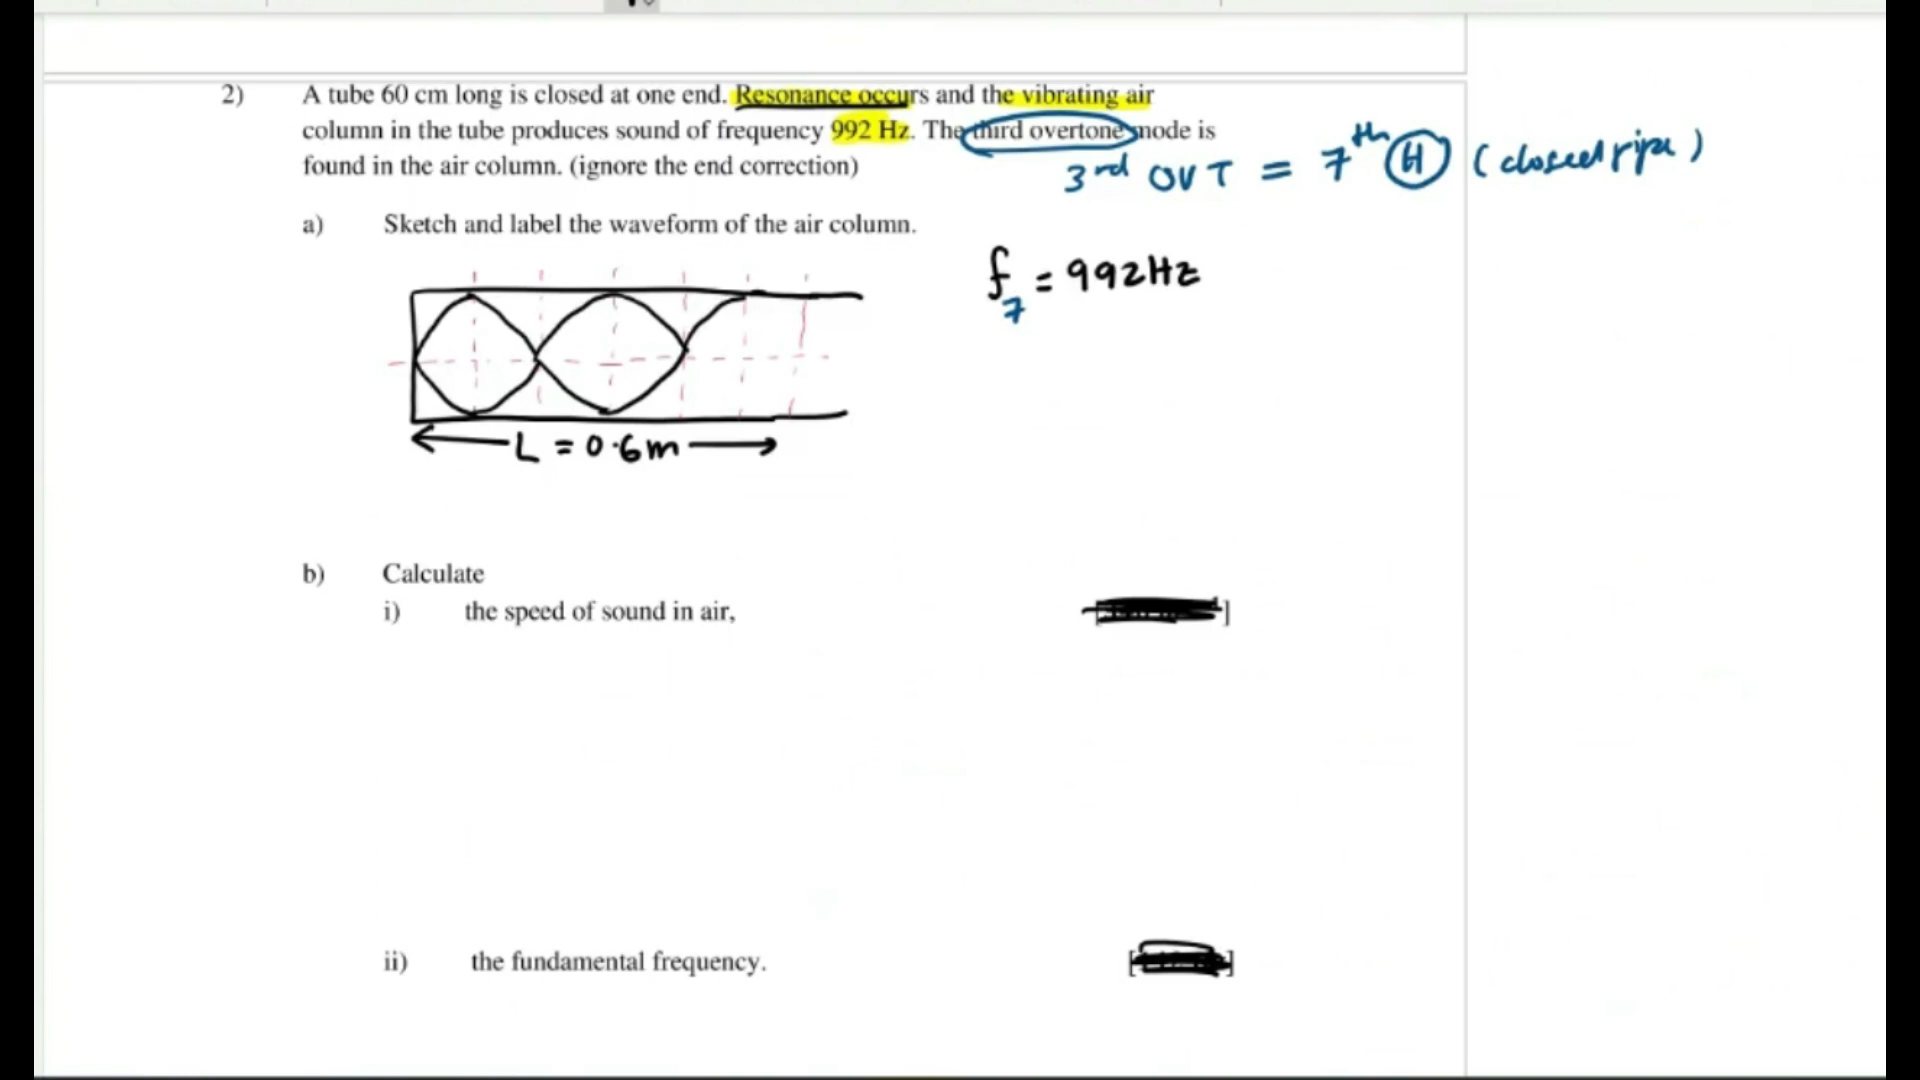 2) A tube 60 cm long is closed at one end. Resonance occurs and the vibrating air
column in the tube produces sound of frequency 992 Hz. The third overtone mode is
found in the air column. (ignore the end correction)
3rd OVT = 7th H (closed pipe)
a) Sketch and label the waveform of the air column.
f7 = 992Hz
L = 0.6m
b) Calculate
i) the speed of sound in air,
ii) the fundamental frequency.